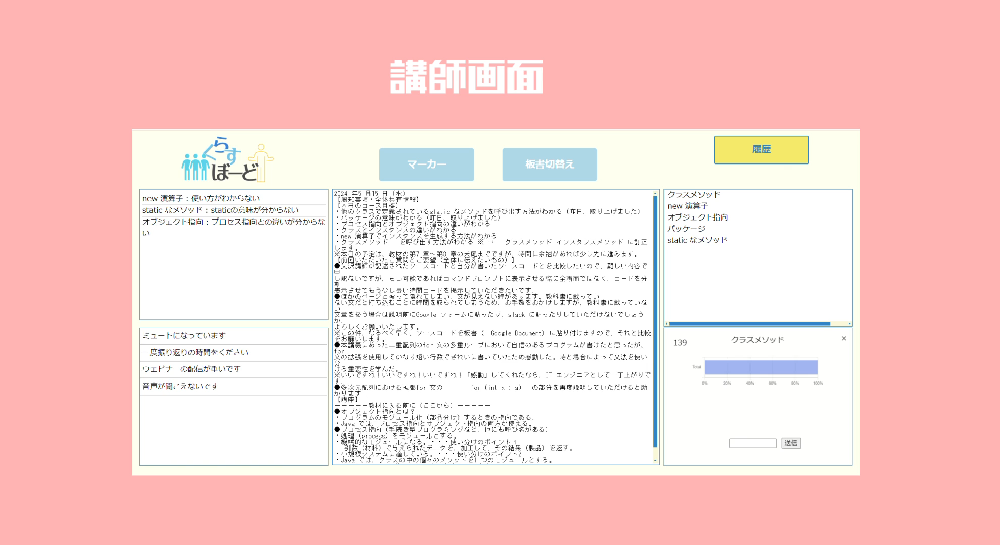 講師画面
くらす
ぼーど
マーカー
板書切替え
履歴
new 演算子：使い方がわからない
static なメソッド：staticの意味が分からない
オブジェクト指向：プロセス指向との違いが分からな
い
ミュートになっています
一度振り返りの時間をください
ウェビナーの配信が重いです
音声が聞こえないです
2024 年5 月15 日（水）
【周知事項・全体共有情報】
【本日のコース目標】
・他のクラスで定義されているstatic なメソッドを呼び出す方法がわかる（昨日、取り上げました）
・パッケージの意味がわかる（昨日、取り上げました）
・プロセス指向とオブジェクト指向の違いがわかる
・クラスとインスタンスの違いがわかる
・new 演算子でインスタンスを生成する方法がわかる
・クラスメソッド　を呼び出す方法がわかる ※ →　クラスメソッド インスタンスメソッド に訂正
します。
※本日の予定は、教材の第7 章～第8 章の末尾までですが、時間に余裕があれば少し先に進みます。
【前回いただいたご質問とご要望（全体に伝えたいもの）】
●矢沢講師が記述されたソースコードと自分が書いたソースコードとを比較したいので、難しい内容で
申
し訳ないですが、もし可能であればコマンドプロンプトに表示させる際に全画面ではなく、コードを分
割
表示させてもう少し長い時間コードを掲示していただきたいです。
●ほかのページと被って隠れてしまい、文が見えない時があります。教科書に載ってい
ない文だと打ち込むことに時間を取られてしまうため、お手数をおかけしますが、教科書に載っていな
い
文章を扱う場合は説明前にGoogle フォームに貼ったり、slack に貼ったりしていただけないでしょう
か。
よろしくお願いいたします。
※この件、なるべく早く、ソースコードを板書（　Google Document）に貼り付けますので、それと比較
をお願いします。
●本講義にあった二重配列のfor 文の多重ループにおいて自信のあるプログラムが書けたと思ったが、
for
文の拡張を使用してかなり短い行数できれいに書いていたため感動した。時と場合によって文法を使い
分
ける重要性を学んだ。
※いいですね！いいですね！いいですね！「感動」してくれたなら、IT エンジニアとして一丁上がりで
す。
●多次元配列における拡張for 文の　　　for（int x : a）　の部分を再度説明していただけると助
かります 。
【講座】
ーーーーー教材に入る前に（ここから）ーーーーー
●オブジェクト指向とは？
・プログラムのモジュール化（部品分け）するときの指向である。
・Java では、プロセス指向とオブジェクト指向の両方が使える。
●プロセス指向（手続き型プログラミングなど、他にも呼び名がある）
・処理（process）をモジュールとする。
・機械的なモジュールになる。・・・使い分けのポイント1
　引数（材料）で与えられたデータを、加工して、その結果（製品）を返す。
・小規模システムに適している。・・・使い分けのポイント2
・Java では、クラスの中の個々のメソッドを1 つのモジュールとする。
クラスメソッド
new 演算子
オブジェクト指向
パッケージ
static なメソッド
139
クラスメソッド
×
Total
0% 20% 40% 60% 80% 100%
送信